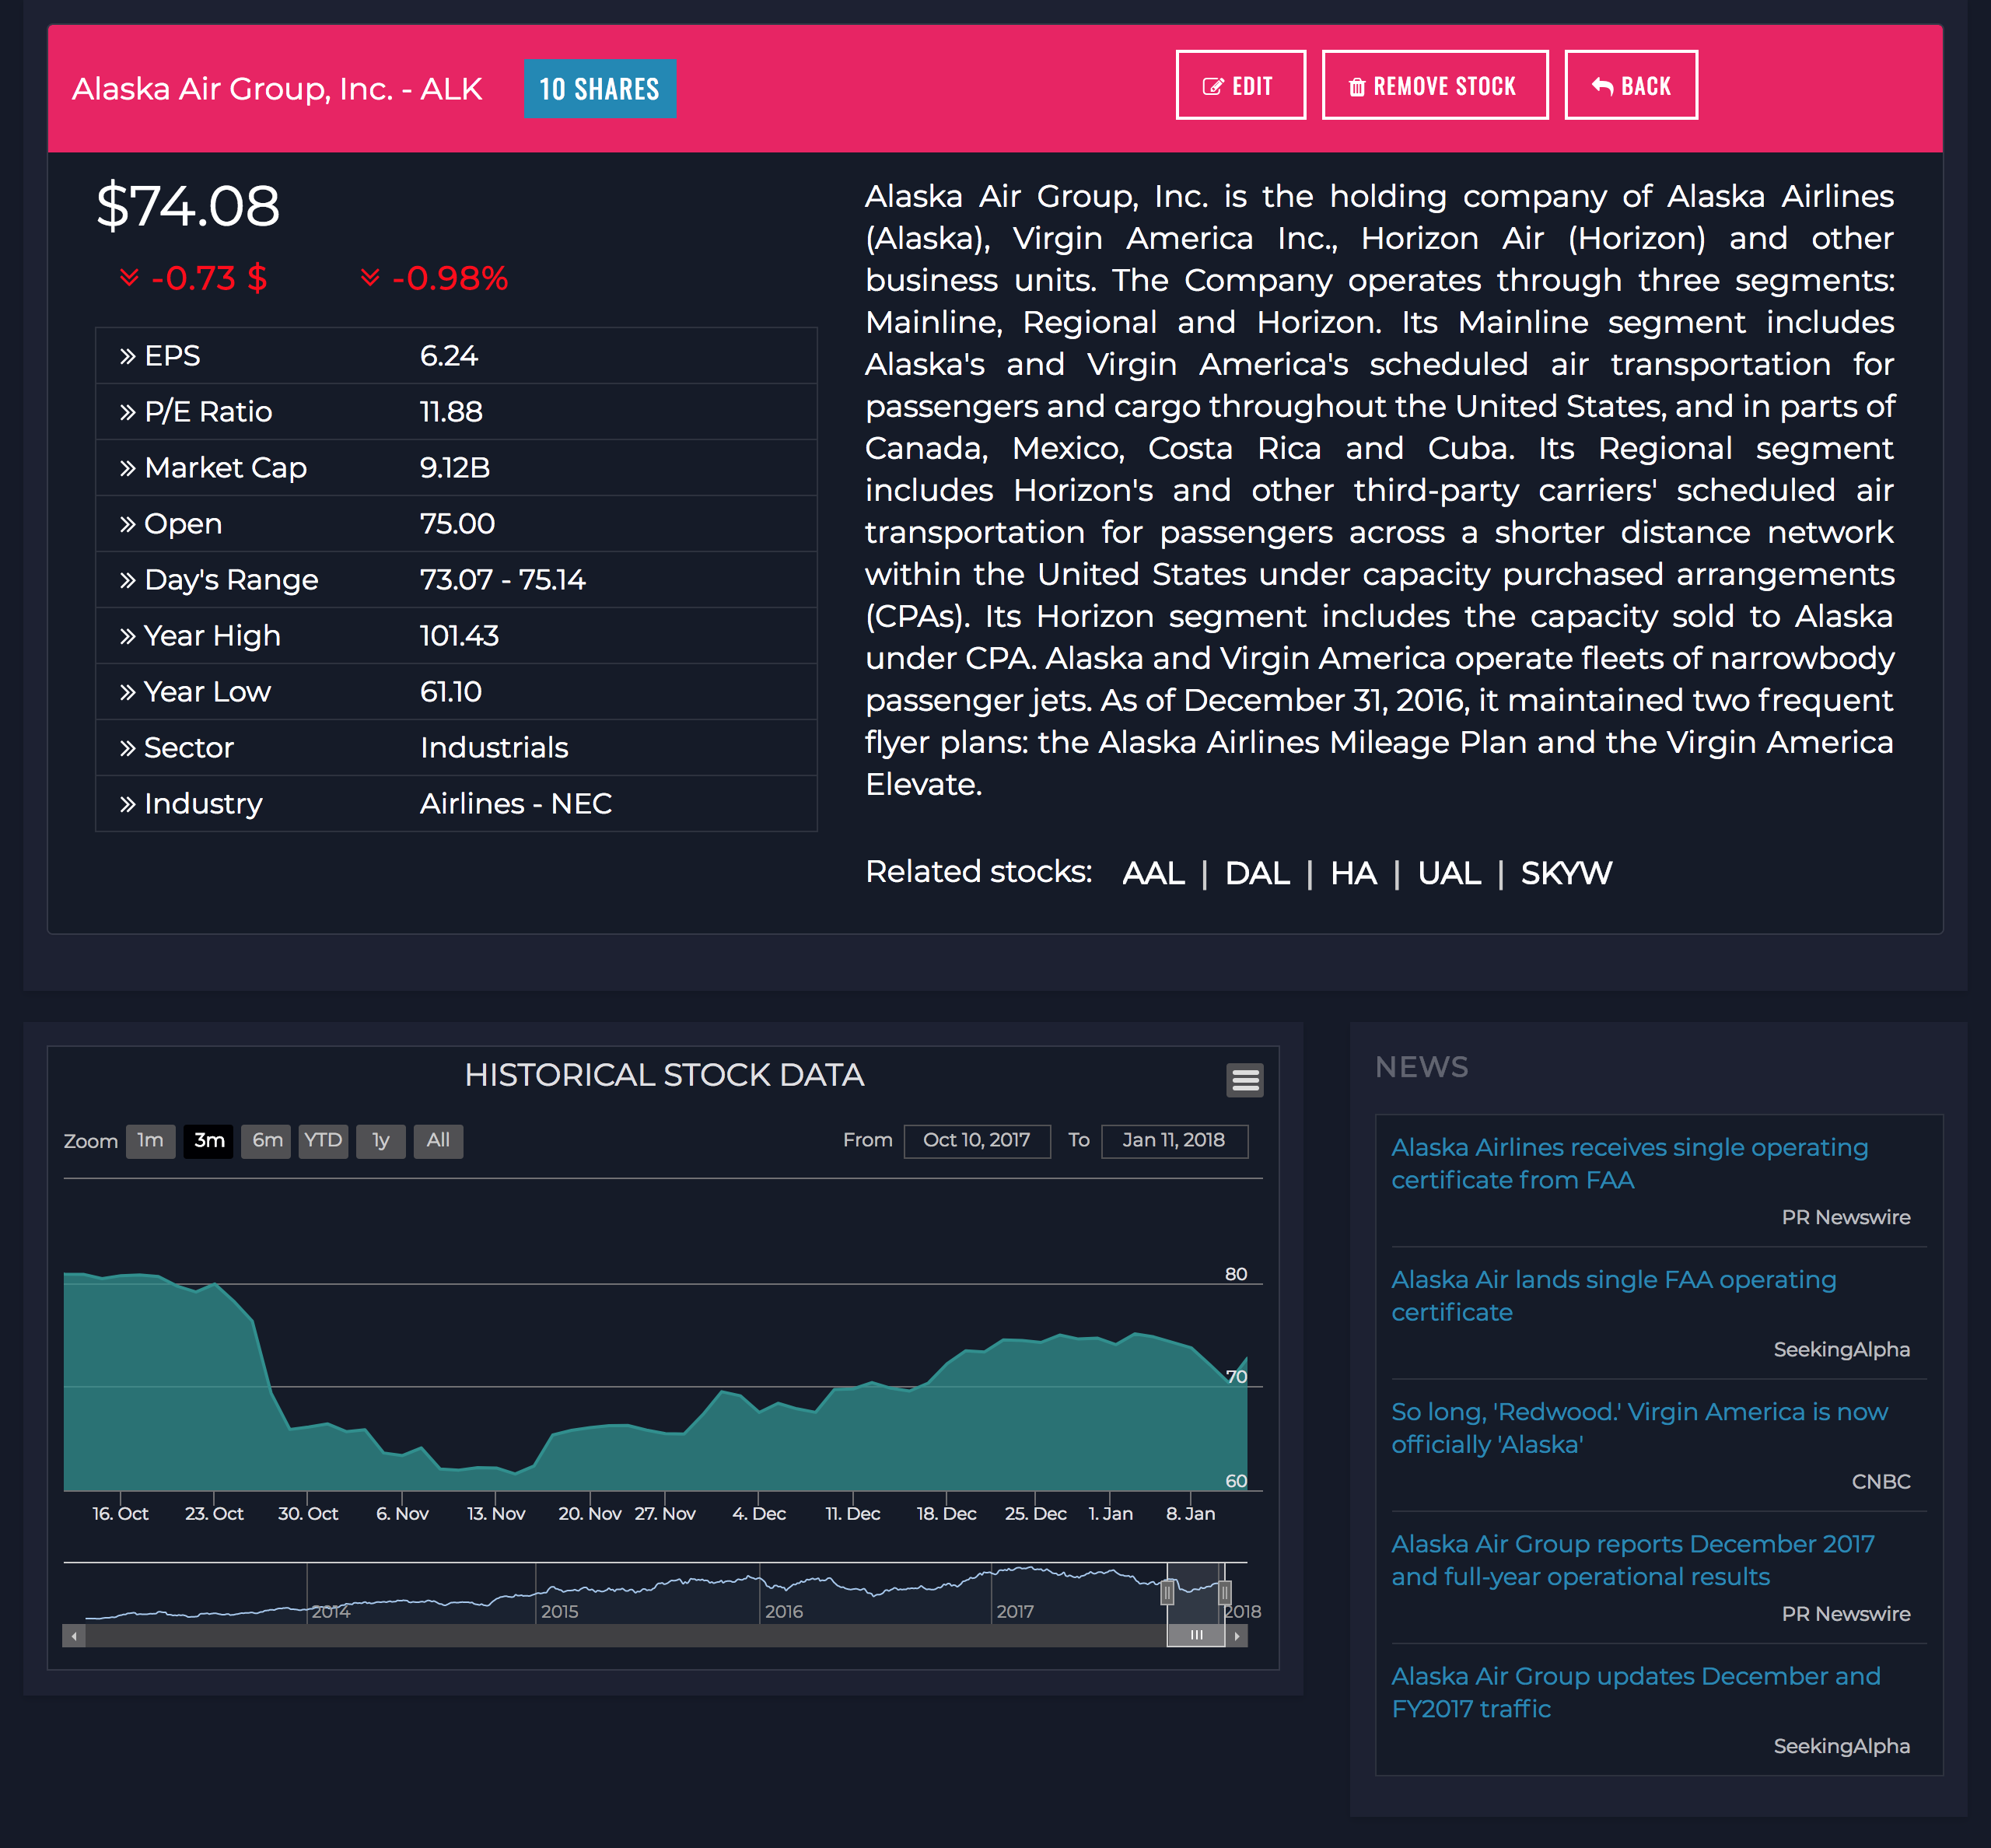 Alaska Air Group, Inc. - ALK
10 SHARES
EDIT
REMOVE STOCK
BACK
$74.08
-0.73 $
-0.98%
EPS 6.24
P/E Ratio 11.88
Market Cap 9.12B
Open 75.00
Day's Range 73.07 - 75.14
Year High 101.43
Year Low 61.10
Sector Industrials
Industry Airlines - NEC
Alaska Air Group, Inc. is the holding company of Alaska Airlines
(Alaska), Virgin America Inc., Horizon Air (Horizon) and other
business units. The Company operates through three segments:
Mainline, Regional and Horizon. Its Mainline segment includes
Alaska's and Virgin America's scheduled air transportation for
passengers and cargo throughout the United States, and in parts of
Canada, Mexico, Costa Rica and Cuba. Its Regional segment
includes Horizon's and other third-party carriers' scheduled air
transportation for passengers across a shorter distance network
within the United States under capacity purchased arrangements
(CPAs). Its Horizon segment includes the capacity sold to Alaska
under CPA. Alaska and Virgin America operate fleets of narrowbody
passenger jets. As of December 31, 2016, it maintained two frequent
flyer plans: the Alaska Airlines Mileage Plan and the Virgin America
Elevate.
Related stocks: AAL | DAL | HA | UAL | SKYW
HISTORICAL STOCK DATA
Zoom 1m 3m 6m YTD 1y All
From Oct 10, 2017 To Jan 11, 2018
80
70
60
16. Oct 23. Oct 30. Oct 6. Nov 13. Nov 20. Nov 27. Nov 4. Dec 11. Dec 18. Dec 25. Dec 1. Jan 8. Jan
2014 2015 2016 2017 2018
NEWS
Alaska Airlines receives single operating
certificate from FAA
PR Newswire
Alaska Air lands single FAA operating
certificate
SeekingAlpha
So long, 'Redwood.' Virgin America is now
officially 'Alaska'
CNBC
Alaska Air Group reports December 2017
and full-year operational results
PR Newswire
Alaska Air Group updates December and
FY2017 traffic
SeekingAlpha